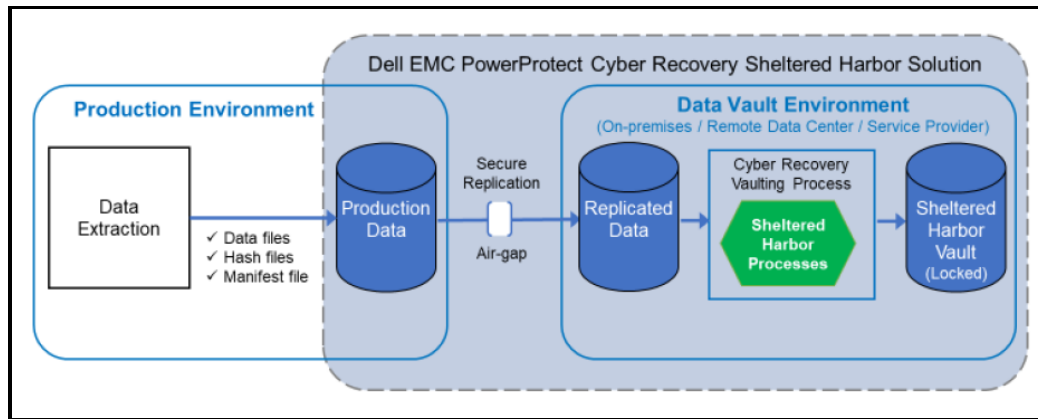 Dell EMC PowerProtect Cyber Recovery Sheltered Harbor Solution
Production Environment
Data
Extraction
✓ Data files
✓ Hash files
✓ Manifest file
Production
Data
Secure
Replication
Air-gap
Data Vault Environment
(On-premises / Remote Data Center / Service Provider)
Replicated
Data
Cyber Recovery
Vaulting Process
Sheltered
Harbor
Processes
Sheltered
Harbor
Vault
(Locked)